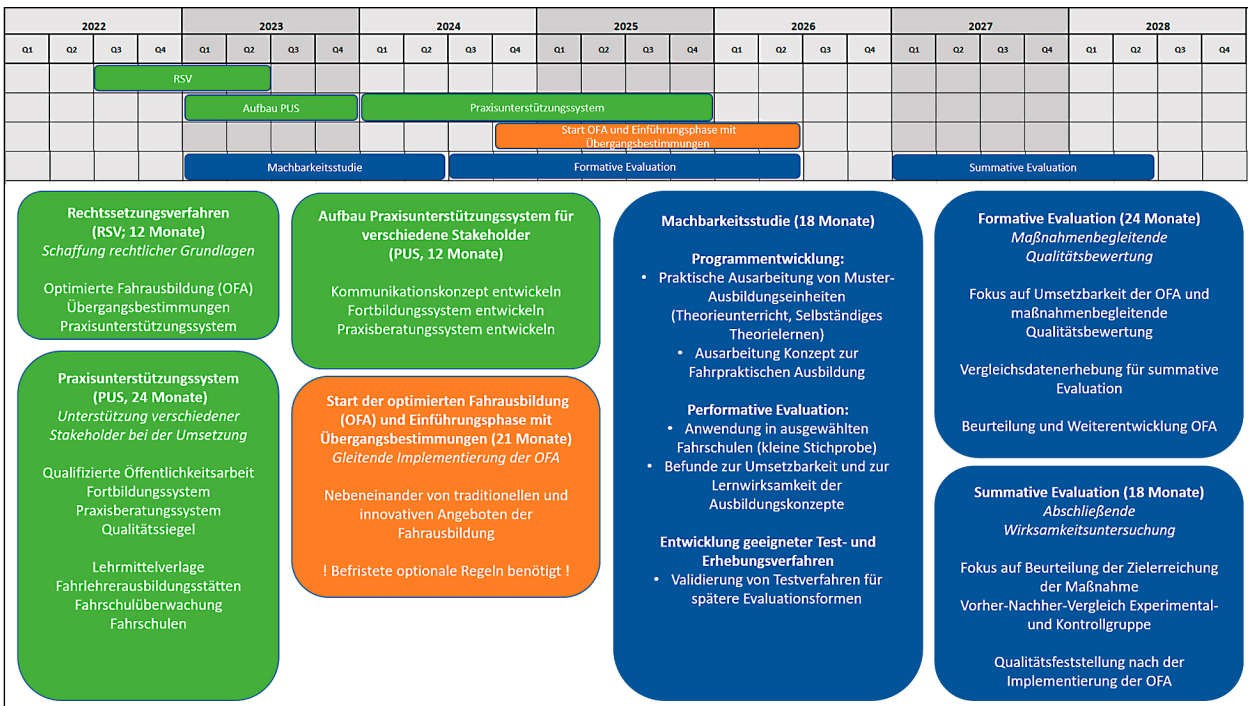 2022 2023 2024 2025 2026 2027 2028
Q1 Q2 Q3 Q4 Q1 Q2 Q3 Q4 Q1 Q2 Q3 Q4 Q1 Q2 Q3 Q4 Q1 Q2 Q3 Q4 Q1 Q2 Q3 Q4 Q1 Q2 Q3 Q4
RSV
Aufbau PUS Praxisunterstützungssystem
Start OFA und Einführungsphase mit
Übergangsbestimmungen
Machbarkeitsstudie Formative Evaluation Summative Evaluation
Rechtssetzungsverfahren
(RSV; 12 Monate)
Schaffung rechtlicher Grundlagen
Optimierte Fahrausbildung (OFA)
Übergangsbestimmungen
Praxisunterstützungssystem
Praxisunterstützungssystem
(PUS, 24 Monate)
Unterstützung verschiedener
Stakeholder bei der Umsetzung
Qualifizierte Öffentlichkeitsarbeit
Fortbildungssystem
Praxisberatungssystem
Qualitätssiegel
Lehrmittelverlage
Fahrlehrerausbildungsstätten
Fahrschulüberwachung
Fahrschulen
Aufbau Praxisunterstützungssystem für
verschiedene Stakeholder
(PUS, 12 Monate)
Kommunikationskonzept entwickeln
Fortbildungssystem entwickeln
Praxisberatungssystem entwickeln
Start der optimierten Fahrausbildung
(OFA) und Einführungsphase mit
Übergangsbestimmungen (21 Monate)
Gleitende Implementierung der OFA
Nebeneinander von traditionellen und
innovativen Angeboten der
Fahrausbildung
! Befristete optionale Regeln benötigt !
Machbarkeitsstudie (18 Monate)
Programmentwicklung:
• Praktische Ausarbeitung von Muster-
Ausbildungseinheiten
(Theorieunterricht, Selbständiges
Theorielernen)
• Ausarbeitung Konzept zur
Fahrpraktischen Ausbildung
Performative Evaluation:
• Anwendung in ausgewählten
Fahrschulen (kleine Stichprobe)
• Befunde zur Umsetzbarkeit und zur
Lernwirksamkeit der
Ausbildungskonzepte
Entwicklung geeigneter Test- und
Erhebungsverfahren
• Validierung von Testverfahren für
spätere Evaluationsformen
Formative Evaluation (24 Monate)
Maßnahmenbegleitende
Qualitätsbewertung
Fokus auf Umsetzbarkeit der OFA und
maßnahmenbegleitende
Qualitätsbewertung
Vergleichsdatenerhebung für summative
Evaluation
Beurteilung und Weiterentwicklung OFA
Summative Evaluation (18 Monate)
Abschließende
Wirksamkeitsuntersuchung
Fokus auf Beurteilung der Zielerreichung
der Maßnahme
Vorher-Nachher-Vergleich Experimental-
und Kontrollgruppe
Qualitätsfeststellung nach der
Implementierung der OFA